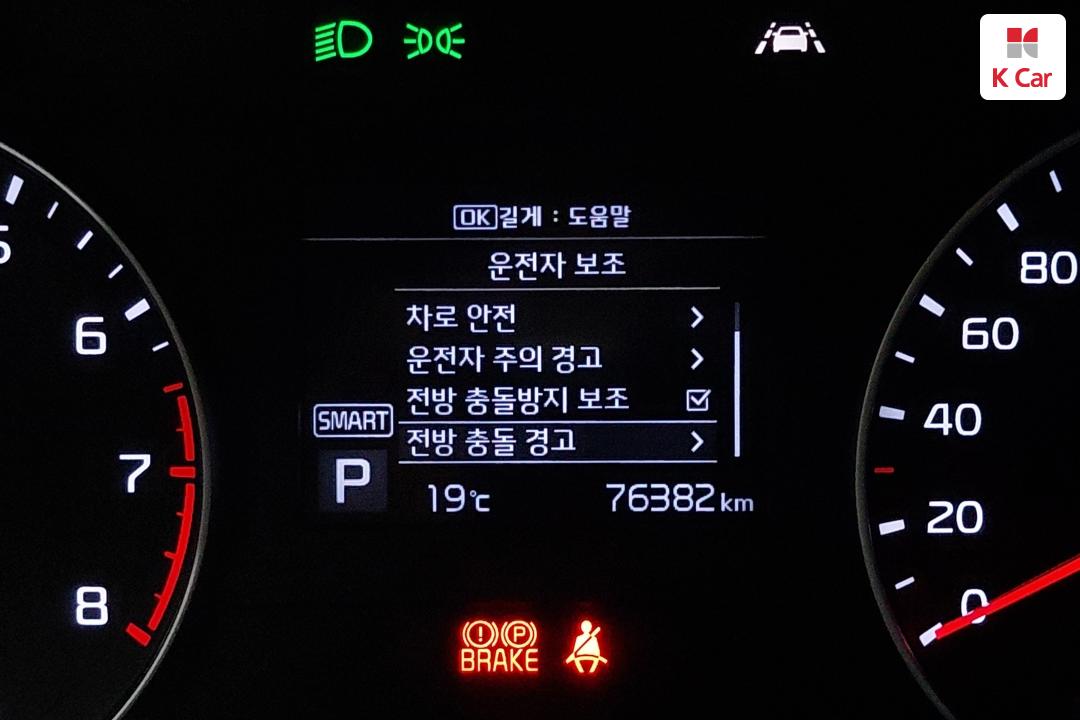 K Car
OK길게 : 도움말
운전자 보조
차로 안전
운전자 주의 경고
전방 충돌방지 보조
전방 충돌 경고
SMART
P
19℃
76382 km
6
7
8
80
60
40
20
0
BRAKE